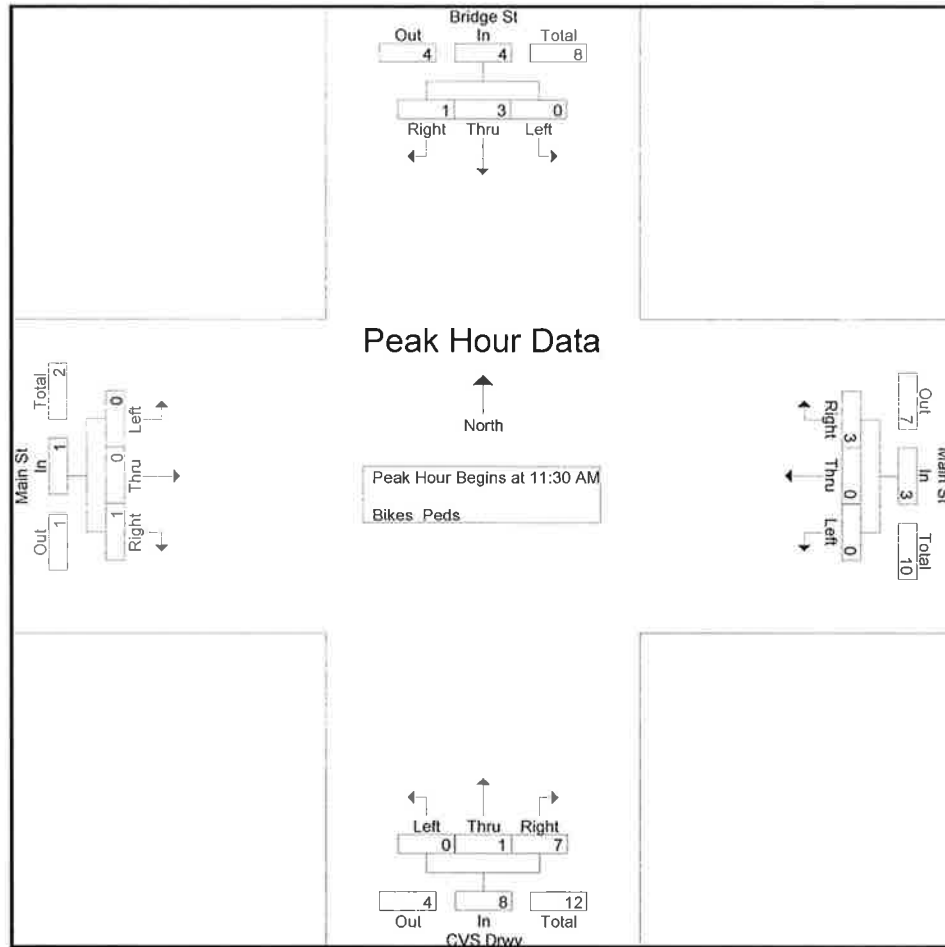 Bridge St
Out In Total
4 4 8
1 3 0
Right Thru Left
Peak Hour Data
North
Peak Hour Begins at 11:30 AM
Bikes Peds
Main St
Total In Out
2 1 1
0 0 1
Left Thru Right
Right Thru Left
3 0 0
Out In Total
7 3 10
Main St
Left Thru Right
0 1 7
4 8 12
Out In Total
CVS Drwy